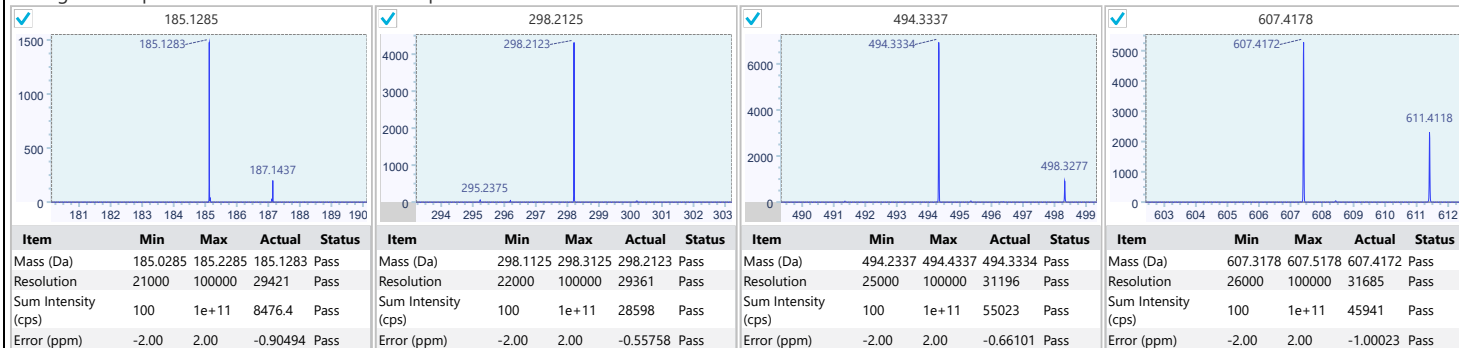 185.1285
1500
185.1283
1000
500
187.1437
0
181 182 183 184 185 186 187 188 189 190
Item Min Max Actual Status
Mass (Da) 185.0285 185.2285 185.1283 Pass
Resolution 21000 100000 29421 Pass
Sum Intensity
(cps) 100 1e+11 8476.4 Pass
Error (ppm) -2.00 2.00 -0.90494 Pass
298.2125
298.2123
4000
3000
2000
1000
295.2375
0
294 295 296 297 298 299 300 301 302 303
Item Min Max Actual Status
Mass (Da) 298.1125 298.3125 298.2123 Pass
Resolution 22000 100000 29361 Pass
Sum Intensity
(cps) 100 1e+11 28598 Pass
Error (ppm) -2.00 2.00 -0.55758 Pass
494.3337
494.3334
6000
4000
2000
498.3277
0
490 491 492 493 494 495 496 497 498 499
Item Min Max Actual Status
Mass (Da) 494.2337 494.4337 494.3334 Pass
Resolution 25000 100000 31196 Pass
Sum Intensity
(cps) 100 1e+11 55023 Pass
Error (ppm) -2.00 2.00 -0.66101 Pass
607.4178
607.4172
5000
4000
3000
611.4118
2000
1000
0
603 604 605 606 607 608 609 610 611 612
Item Min Max Actual Status
Mass (Da) 607.3178 607.5178 607.4172 Pass
Resolution 26000 100000 31685 Pass
Sum Intensity
(cps) 100 1e+11 45941 Pass
Error (ppm) -2.00 2.00 -1.00023 Pass